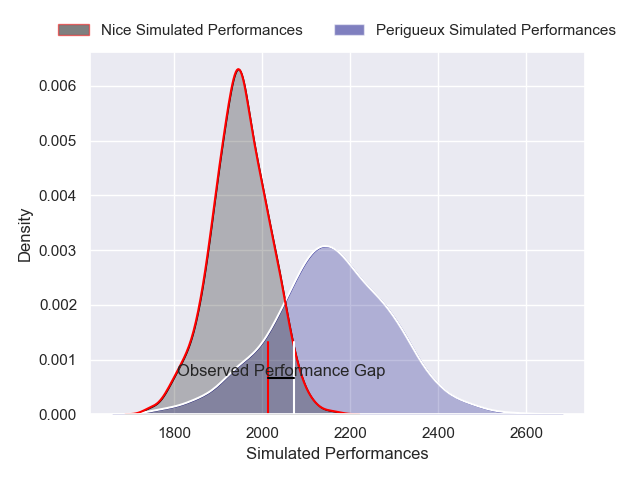 Nice Simulated Performances
Perigueux Simulated Performances
0.006
0.005
0.004
0.003
0.002
0.001
0.000
Density
Observed Performance Gap
1800
2000
2200
2400
2600
Simulated Performances